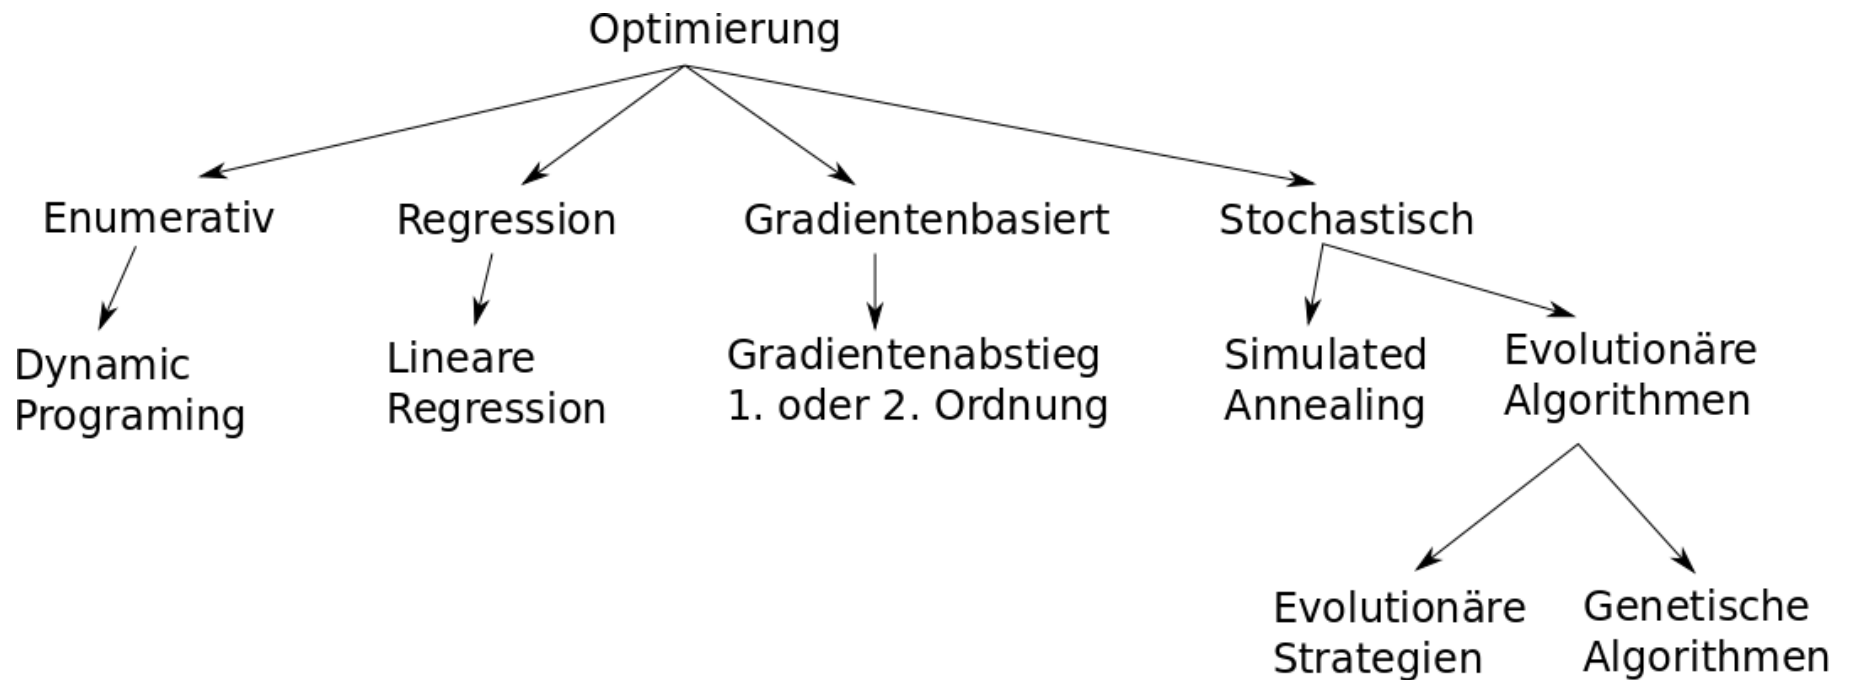 Optimierung
Enumerativ
Regression
Gradientenbasiert
Stochastisch
Dynamic
Programing
Lineare
Regression
Gradientenabstieg
1. oder 2. Ordnung
Simulated
Annealing
Evolutionäre
Algorithmen
Evolutionäre
Strategien
Genetische
Algorithmen